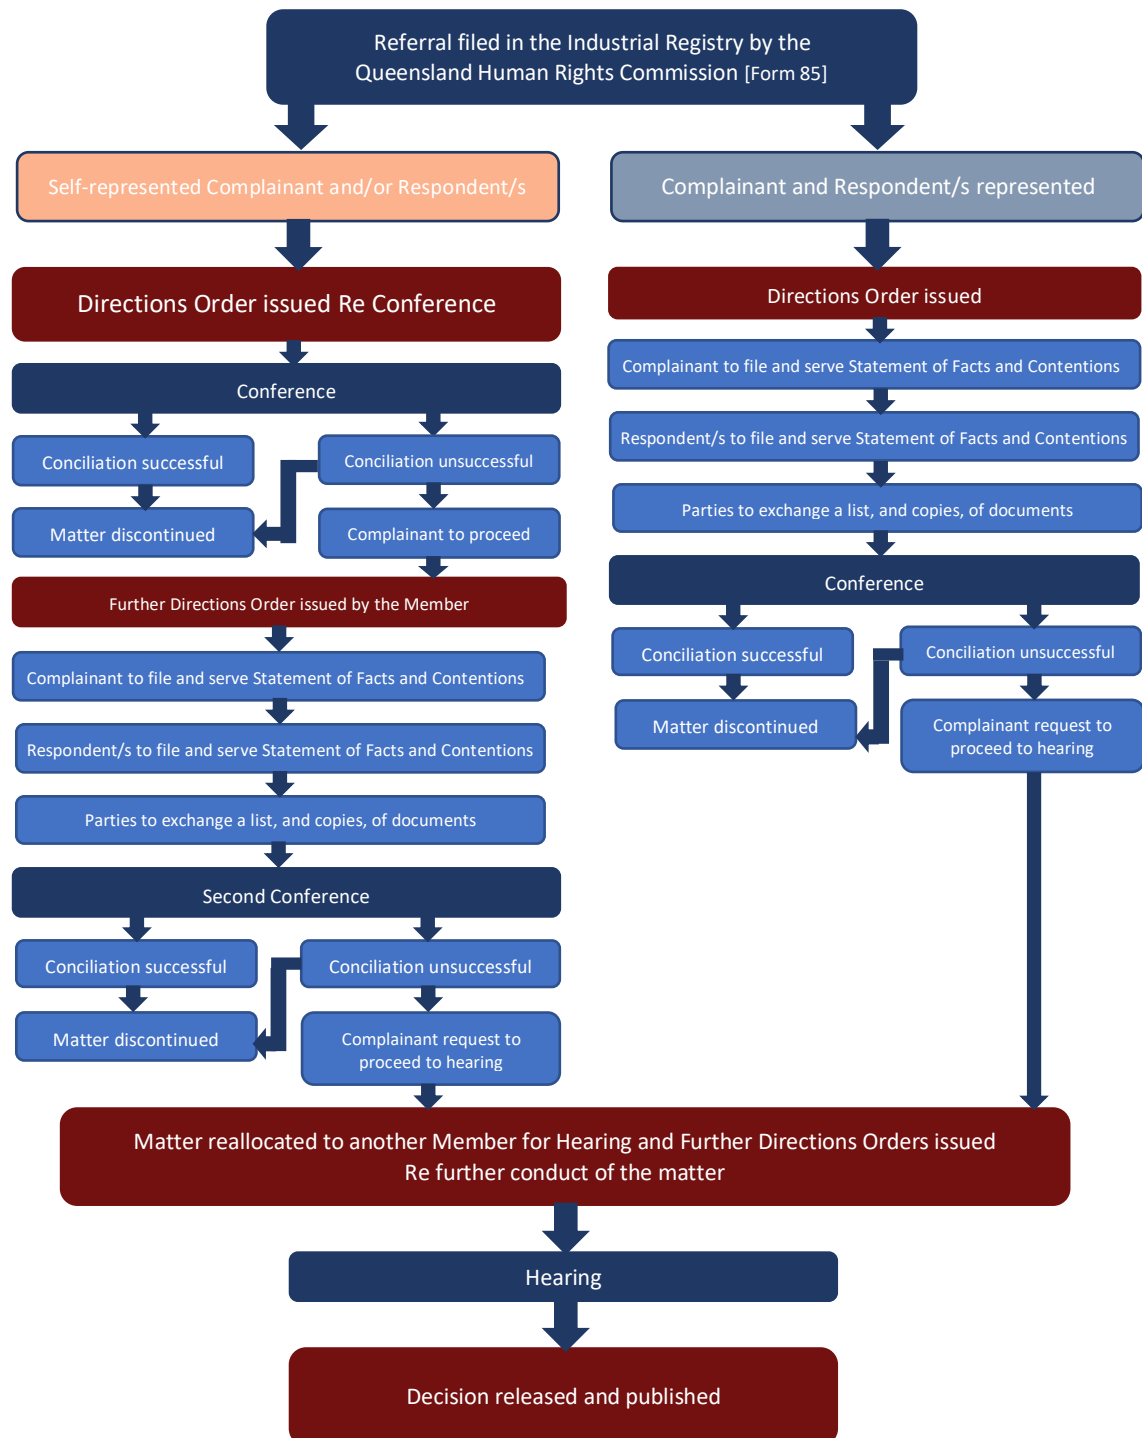 Referral filed in the Industrial Registry by the
Queensland Human Rights Commission [Form 85]
Self-represented Complainant and/or Respondent/s
Directions Order issued Re Conference
Conference
Conciliation successful
Conciliation unsuccessful
Matter discontinued
Complainant to proceed
Further Directions Order issued by the Member
Complainant to file and serve Statement of Facts and Contentions
Respondent/s to file and serve Statement of Facts and Contentions
Parties to exchange a list, and copies, of documents
Second Conference
Conciliation successful
Conciliation unsuccessful
Matter discontinued
Complainant request to
proceed to hearing
Complainant and Respondent/s represented
Directions Order issued
Complainant to file and serve Statement of Facts and Contentions
Respondent/s to file and serve Statement of Facts and Contentions
Parties to exchange a list, and copies, of documents
Conference
Conciliation successful
Conciliation unsuccessful
Matter discontinued
Complainant request to
proceed to hearing
Matter reallocated to another Member for Hearing and Further Directions Orders issued
Re further conduct of the matter
Hearing
Decision released and published